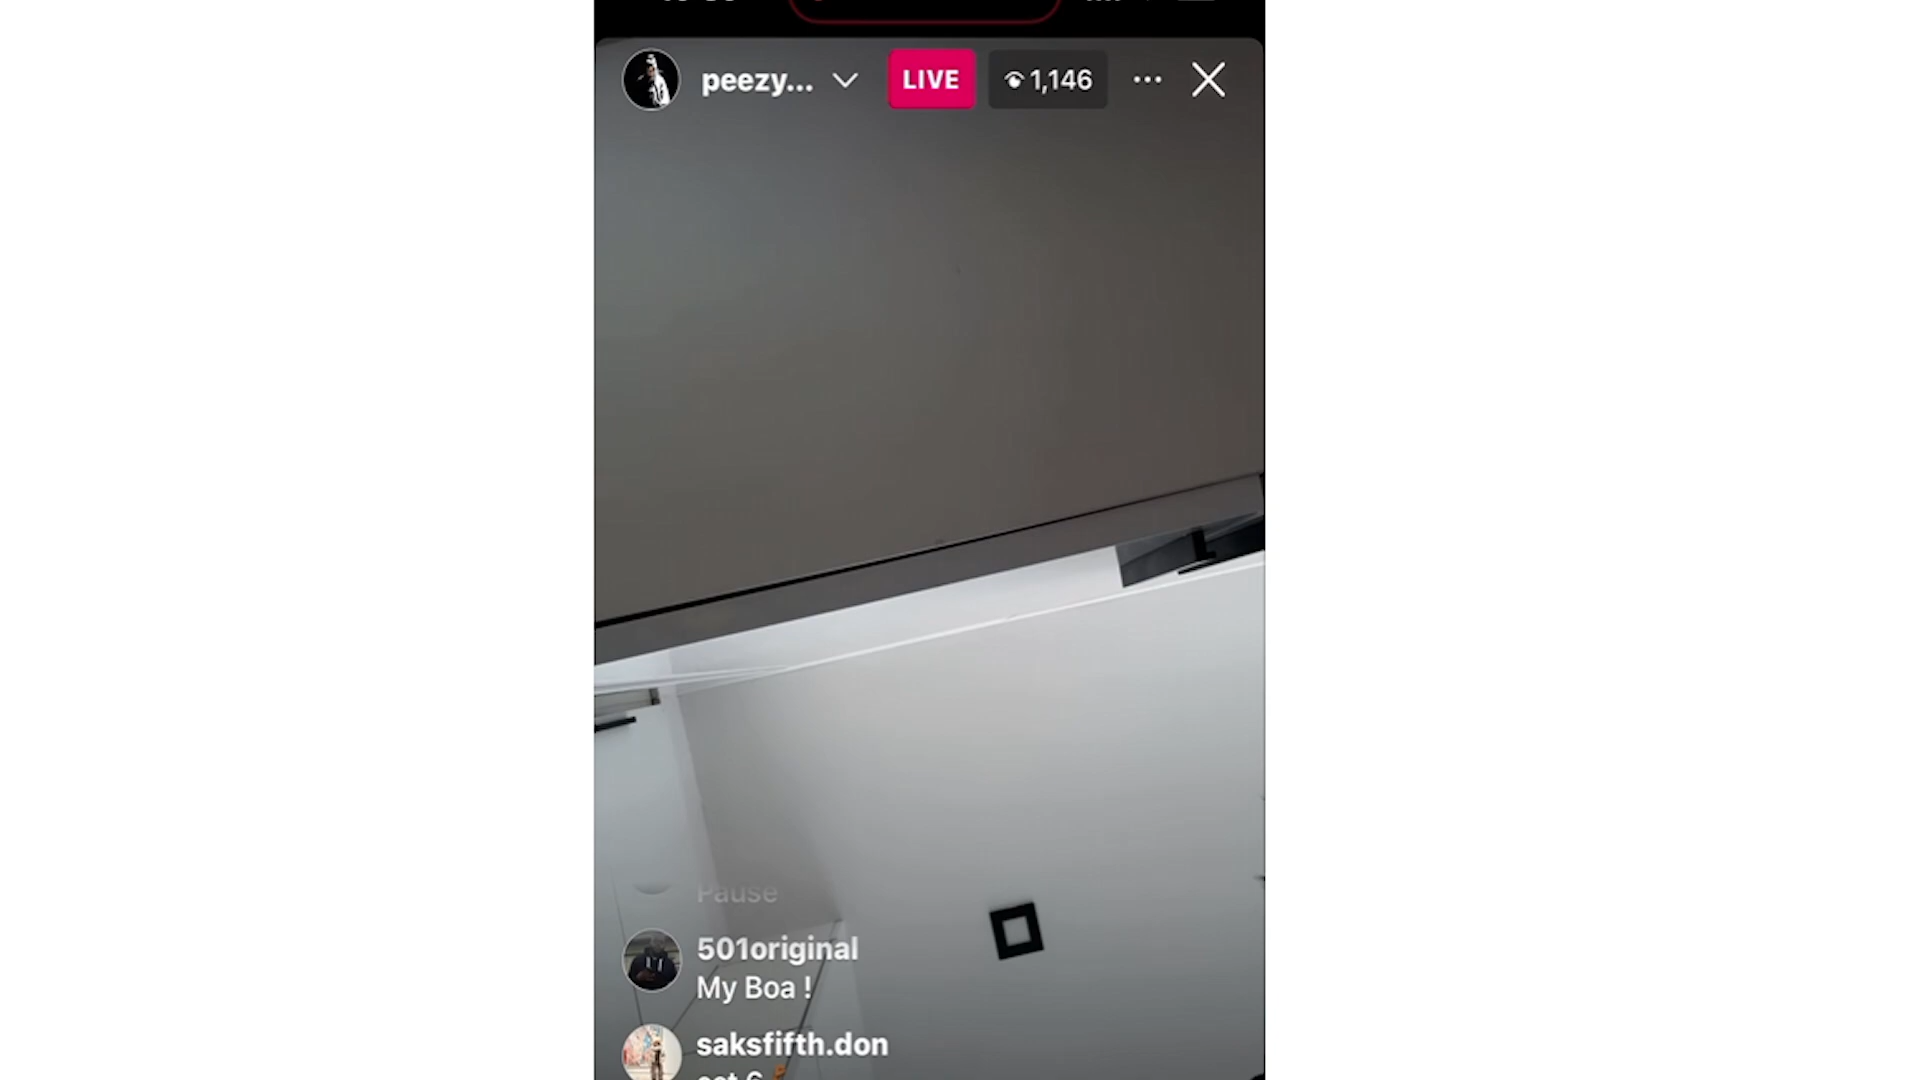 peezy...
LIVE
1,146
Pause
501original
My Boa !
saksfifth.don